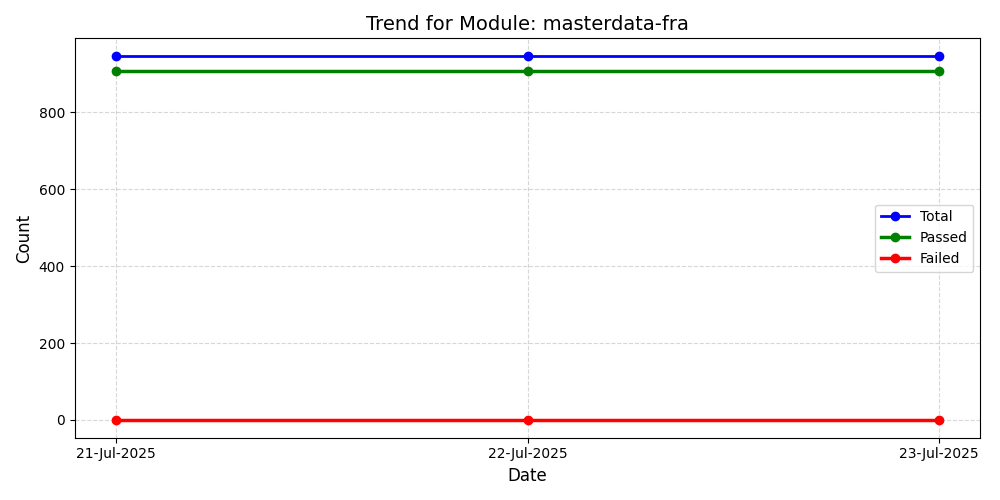 Trend for Module: masterdata-fra
800
600
400
200
0
Count
Total
Passed
Failed
21-Jul-2025
22-Jul-2025
23-Jul-2025
Date